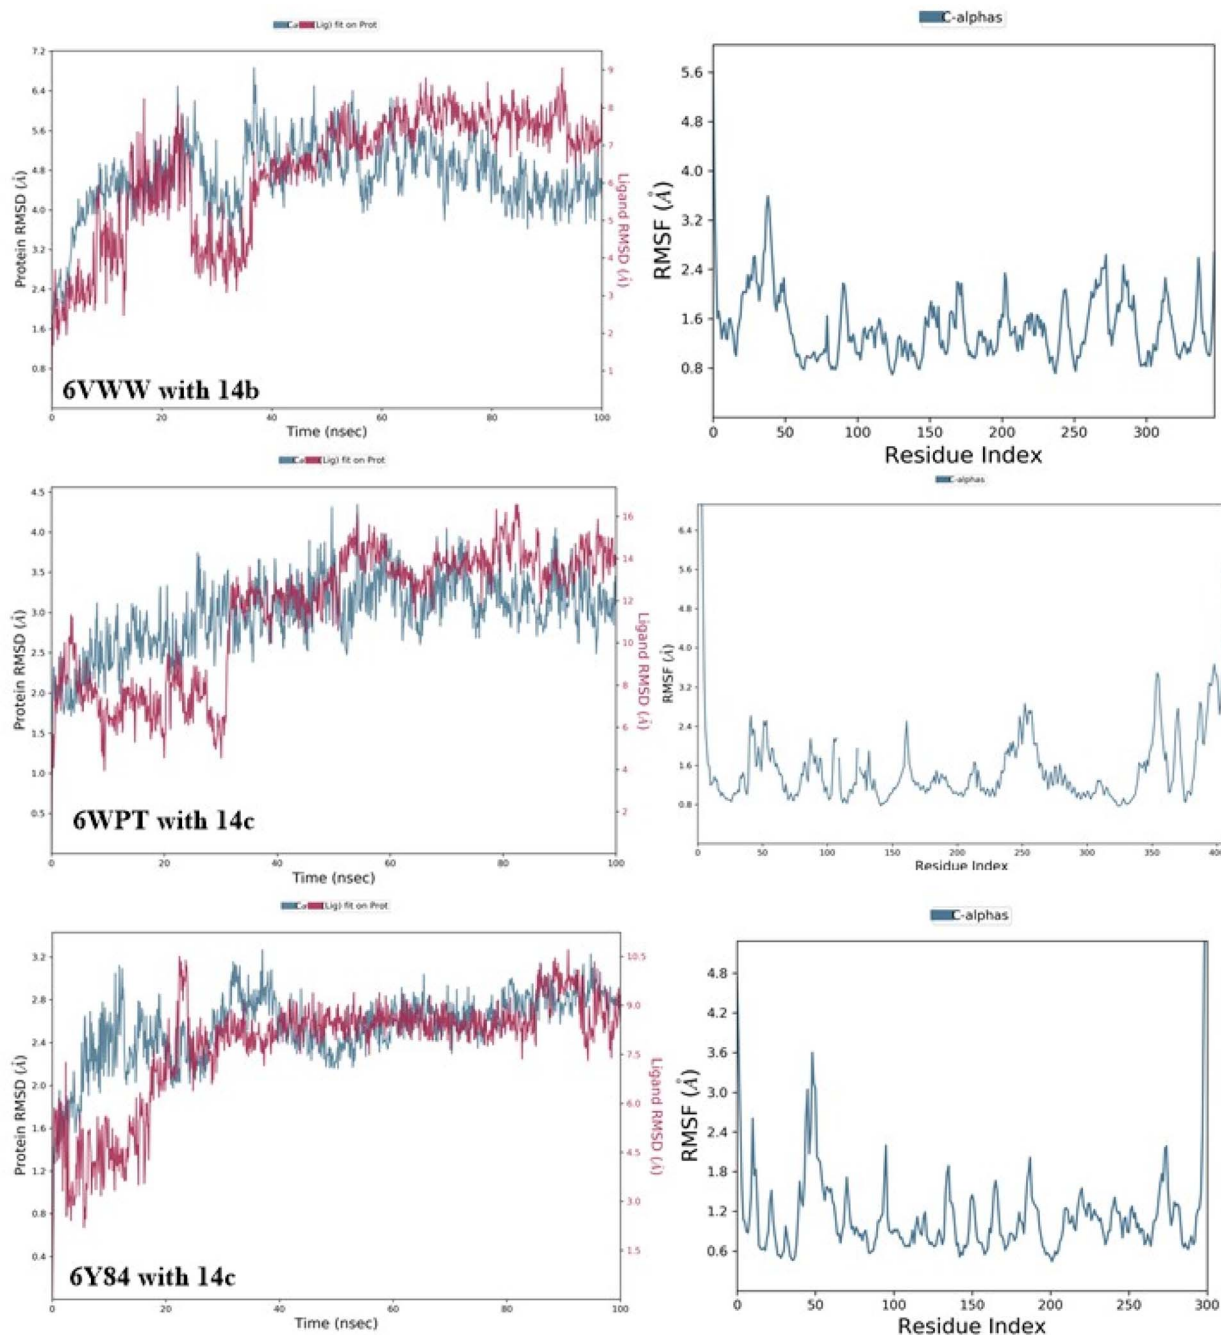 Ca (Lig) fit on Prot
C-alphas
7.2
6.4
5.6
4.8
4.0
3.2
2.4
1.6
0.8
Protein RMSD (Å)
9
8
7
6
5
4
3
2
1
Ligand RMSD (Å)
6VWW with 14b
0 20 40 60 80 100
Time (nsec)
5.6
4.8
4.0
3.2
2.4
1.6
0.8
RMSF (Å)
0 50 100 150 200 250 300
Residue Index
Ca (Lig) fit on Prot
C-alphas
4.5
4.0
3.5
3.0
2.5
2.0
1.5
1.0
0.5
Protein RMSD (Å)
16
14
12
10
8
6
4
2
Ligand RMSD (Å)
6WPT with 14c
0 20 40 60 80 100
Time (nsec)
6.4
5.6
4.8
4.0
3.2
2.4
1.6
0.8
RMSF (Å)
0 50 100 150 200 250 300 350 400
Residue Index
Ca (Lig) fit on Prot
C-alphas
3.2
2.8
2.4
2.0
1.6
1.2
0.8
0.4
Protein RMSD (Å)
10.5
9.0
7.5
6.0
4.5
3.0
1.5
Ligand RMSD (Å)
6Y84 with 14c
0 20 40 60 80 100
Time (nsec)
4.8
4.2
3.6
3.0
2.4
1.8
1.2
0.6
RMSF (Å)
0 50 100 150 200 250 300
Residue Index